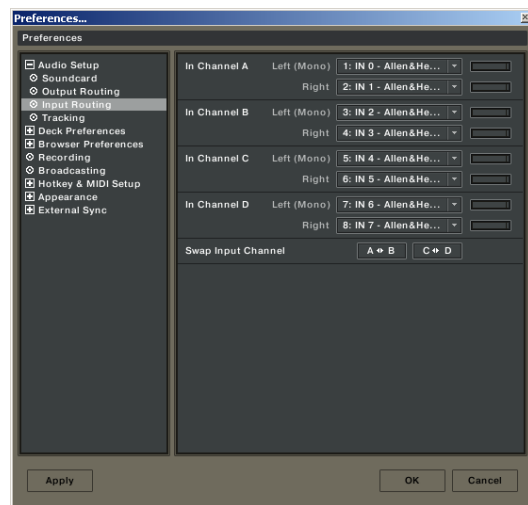 Preferences...
Preferences
Audio Setup
Soundcard
Output Routing
Input Routing
Tracking
Deck Preferences
Browser Preferences
Recording
Broadcasting
Hotkey & MIDI Setup
Appearance
External Sync
In Channel A Left (Mono) 1: IN 0 - Allen&He...
Right 2: IN 1 - Allen&He...
In Channel B Left (Mono) 3: IN 2 - Allen&He...
Right 4: IN 3 - Allen&He...
In Channel C Left (Mono) 5: IN 4 - Allen&He...
Right 6: IN 5 - Allen&He...
In Channel D Left (Mono) 7: IN 6 - Allen&He...
Right 8: IN 7 - Allen&He...
Swap Input Channel A B C D
Apply OK Cancel